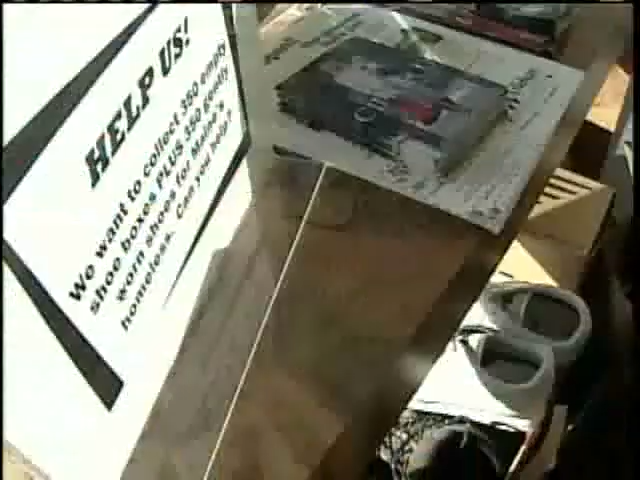 HELP US!
We want to collect 350 empty
shoe boxes PLUS 350 gently
worn shoes for Maine's
homeless. Can you help?